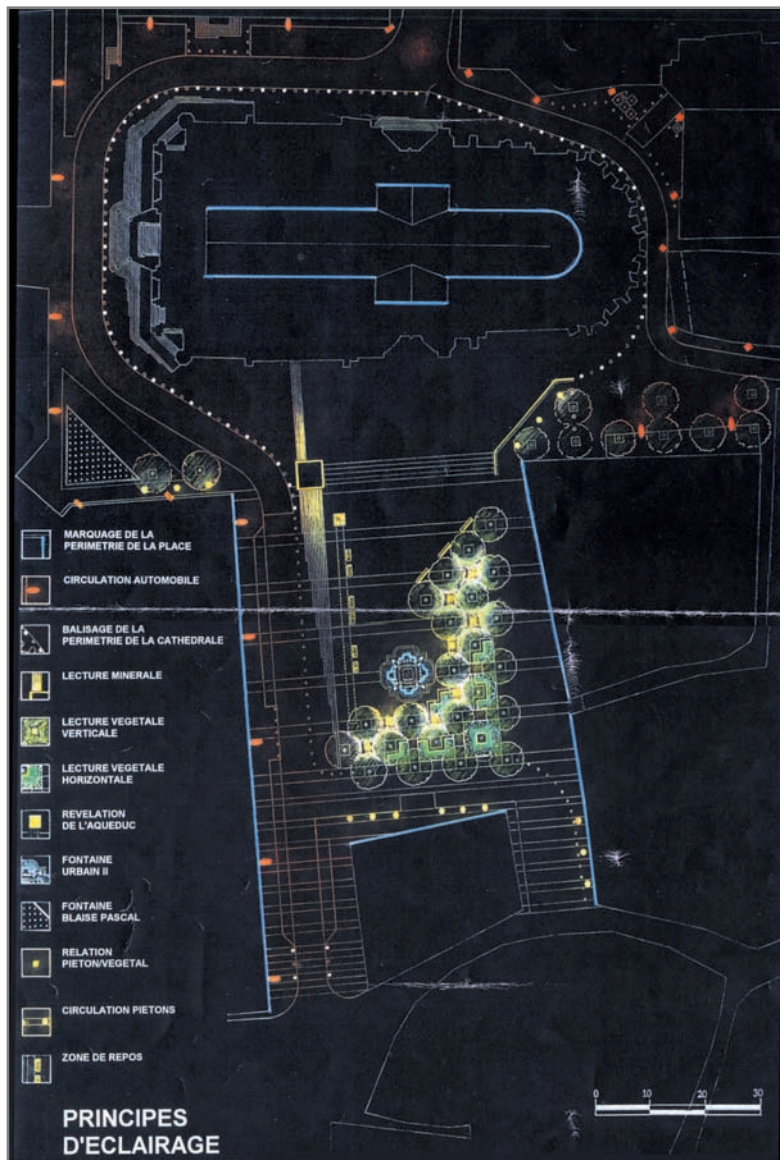 MARQUAGE DE LA
PERIMETRIE DE LA PLACE
CIRCULATION AUTOMOBILE
BALISAGE DE LA
PERIMETRIE DE LA CATHEDRALE
LECTURE MINERALE
LECTURE VEGETALE
VERTICALE
LECTURE VEGETALE
HORIZONTALE
REVELATION
DE L'AQUEDUC
FONTAINE
URBAIN II
FONTAINE
BLAISE PASCAL
RELATION
PIETON/VEGETAL
CIRCULATION PIETONS
ZONE DE REPOS
PRINCIPES
D'ECLAIRAGE
0 10 20 30